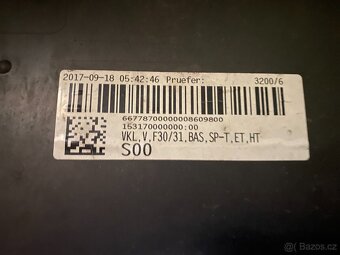 2017-09-18 05:42:46 Pruefer: 3200/6
66778700000008609800
153170000000:00
VKL,V,F30/31,BAS,SP-T,ET,HT
S00
Bazoš.cz